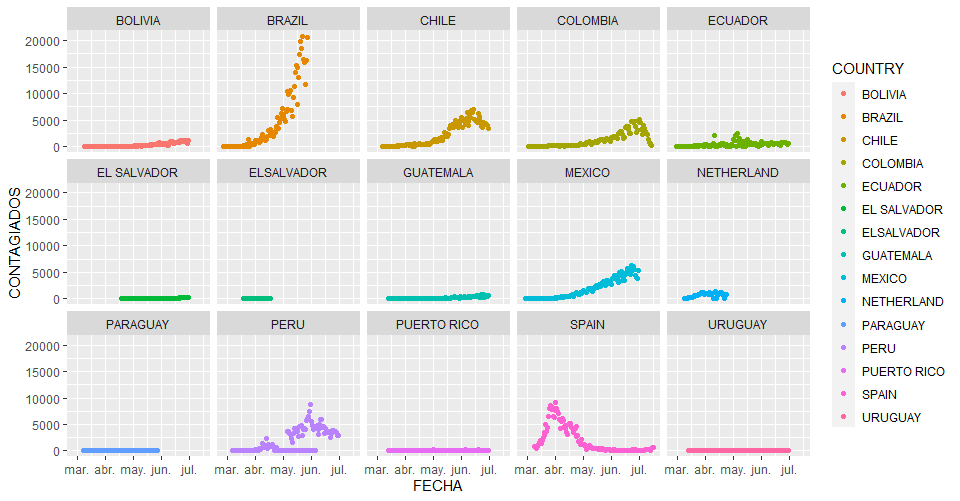 BOLIVIA BRAZIL CHILE COLOMBIA ECUADOR
20000
15000
10000
5000
0
EL SALVADOR ELSALVADOR GUATEMALA MEXICO NETHERLAND
20000
15000
10000
5000
0
PARAGUAY PERU PUERTO RICO SPAIN URUGUAY
20000
15000
10000
5000
0
mar. abr. may. jun. jul. mar. abr. may. jun. jul. mar. abr. may. jun. jul. mar. abr. may. jun. jul. mar. abr. may. jun. jul.
FECHA
CONTAGIADOS
COUNTRY
BOLIVIA
BRAZIL
CHILE
COLOMBIA
ECUADOR
EL SALVADOR
ELSALVADOR
GUATEMALA
MEXICO
NETHERLAND
PARAGUAY
PERU
PUERTO RICO
SPAIN
URUGUAY